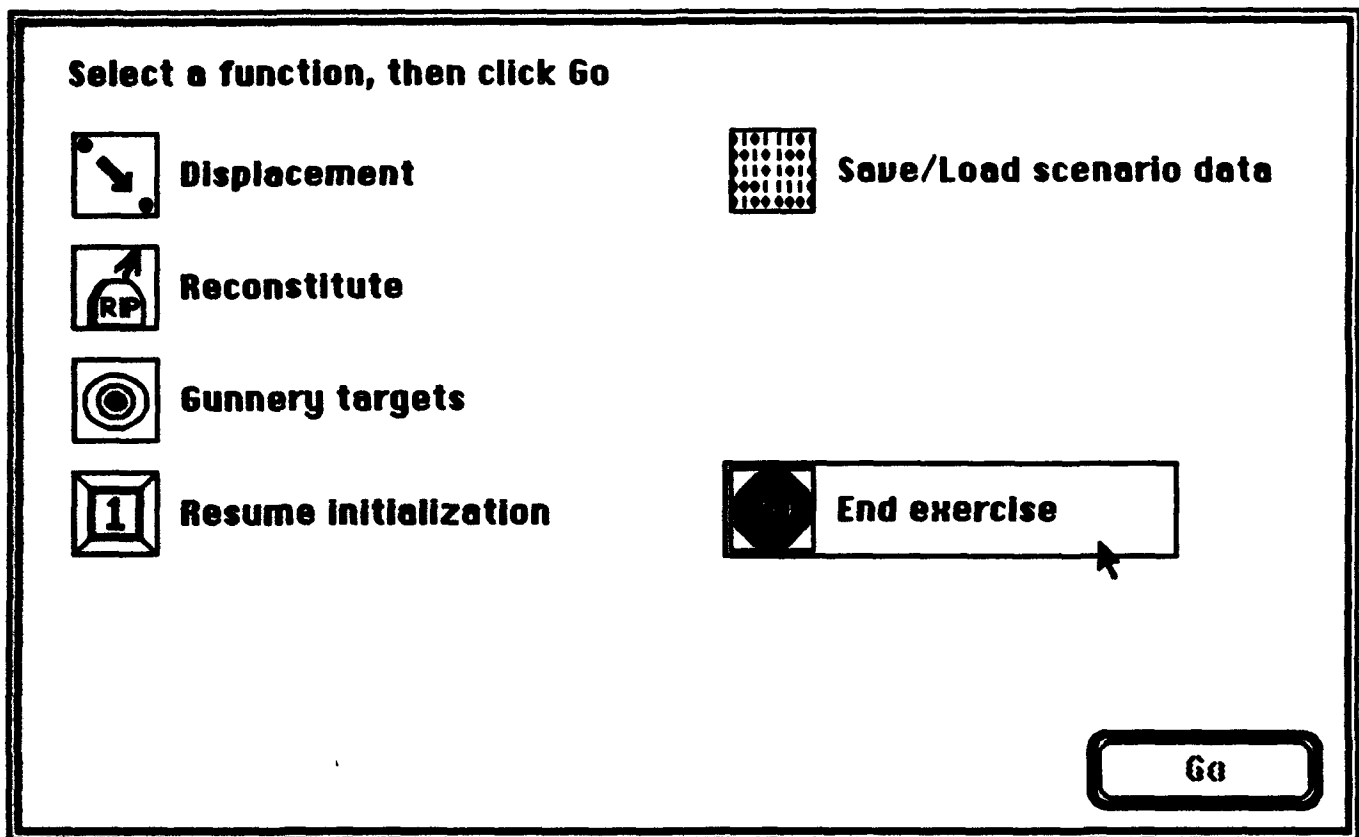 Select a function, then click Go
Displacement
Save/Load scenario data
RIP
Reconstitute
Gunnery targets
1
Resume initialization
End exercise
Go